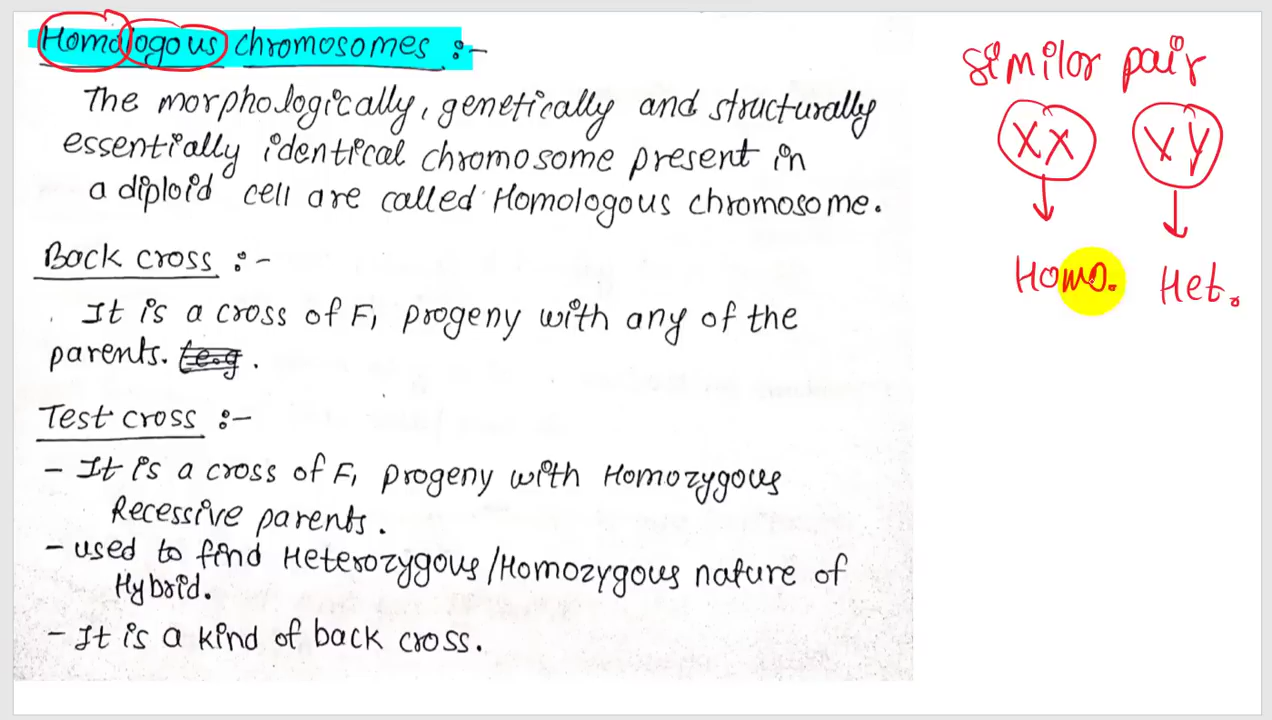 Homologous chromosomes :-
The morphologically, genetically and structurally
essentially identical chromosome present in
a diploid cell are called Homologous chromosome.
Back cross :-
It is a cross of F1 progeny with any of the
parents. .
Test cross :-
- It is a cross of F1 progeny with Homozygous
Recessive parents.
- used to find Heterozygous/Homozygous nature of
Hybrid.
- It is a kind of back cross.
similar pair
XX XY
Homo. Het.